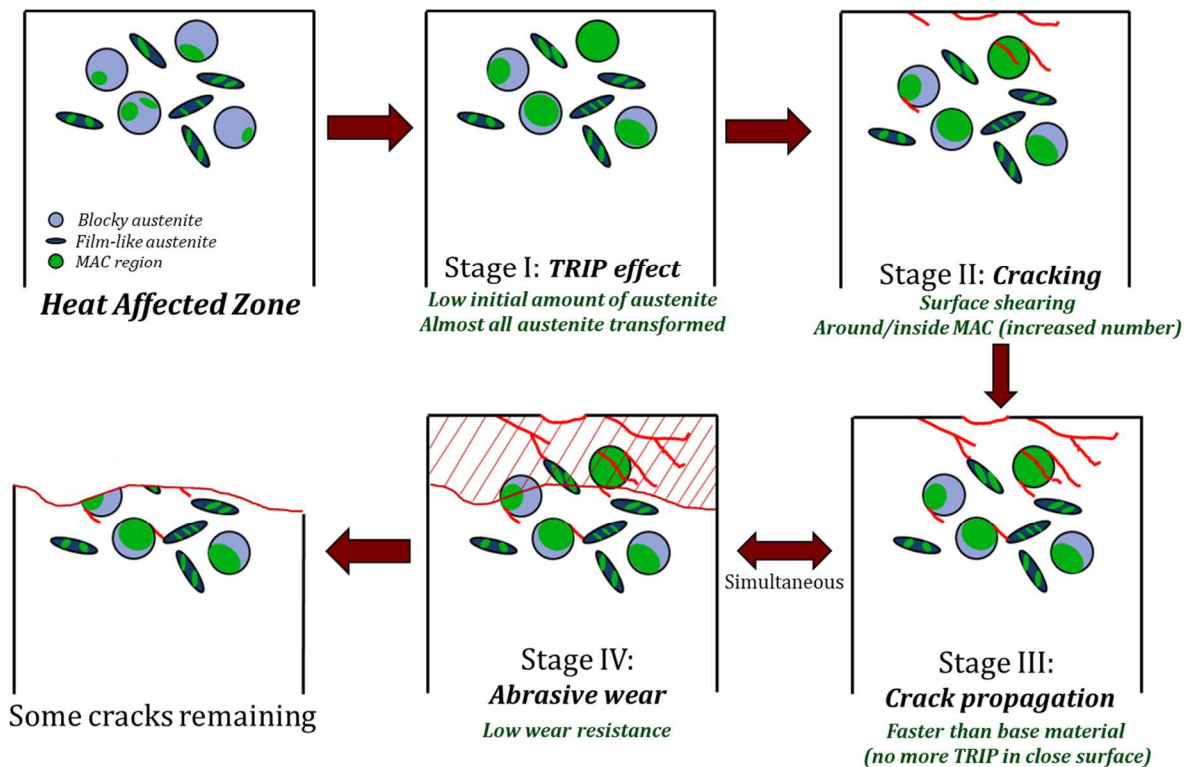 Blocky austenite
Film-like austenite
MAC region
Heat Affected Zone
Stage I: TRIP effect
Low initial amount of austenite
Almost all austenite transformed
Stage II: Cracking
Surface shearing
Around/inside MAC (increased number)
Stage III:
Crack propagation
Faster than base material
(no more TRIP in close surface)
Simultaneous
Stage IV:
Abrasive wear
Low wear resistance
Some cracks remaining